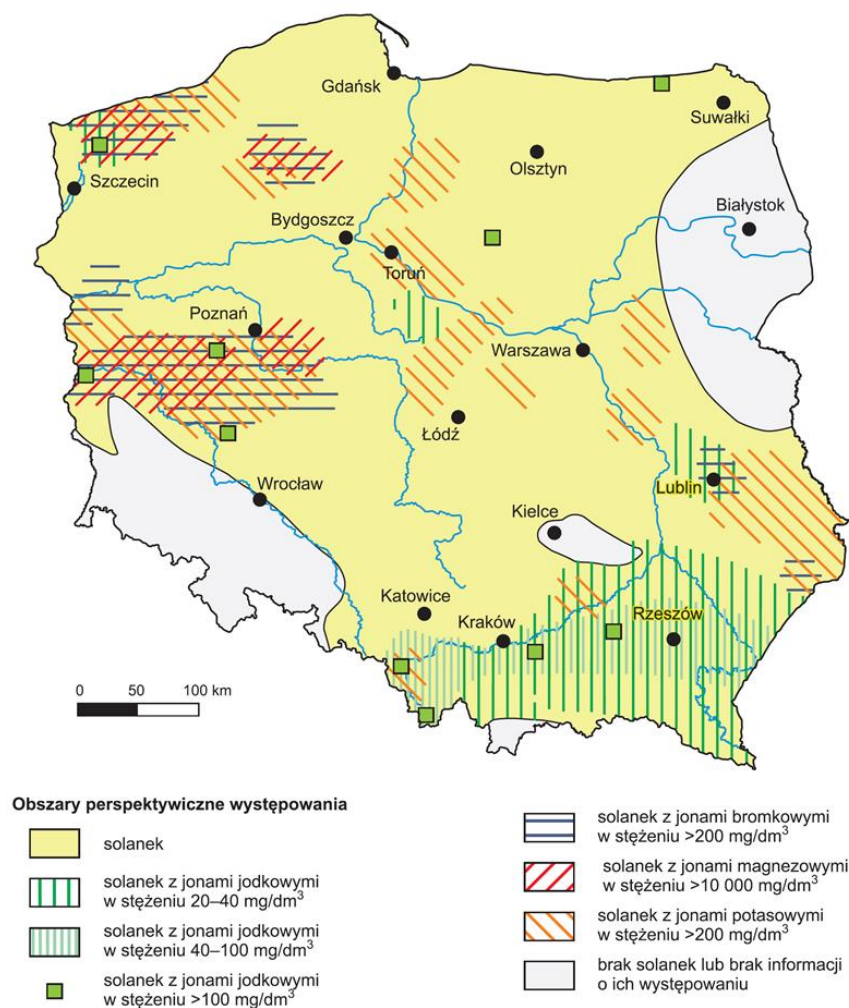 Gdańsk
Suwałki
Olsztyn
Szczecin
Białystok
Bydgoszcz
Toruń
Poznań
Warszawa
Łódź
Lublin
Wrocław
Kielce
Katowice
Kraków
Rzeszów
0 50 100 km
Obszary perspektywiczne występowania
solanek
solanek z jonami jodkowymi
w stężeniu 20–40 mg/dm³
solanek z jonami jodkowymi
w stężeniu 40–100 mg/dm³
solanek z jonami jodkowymi
w stężeniu >100 mg/dm³
solanek z jonami bromkowymi
w stężeniu >200 mg/dm³
solanek z jonami magnezowymi
w stężeniu >10 000 mg/dm³
solanek z jonami potasowymi
w stężeniu >200 mg/dm³
brak solanek lub brak informacji
o ich występowaniu